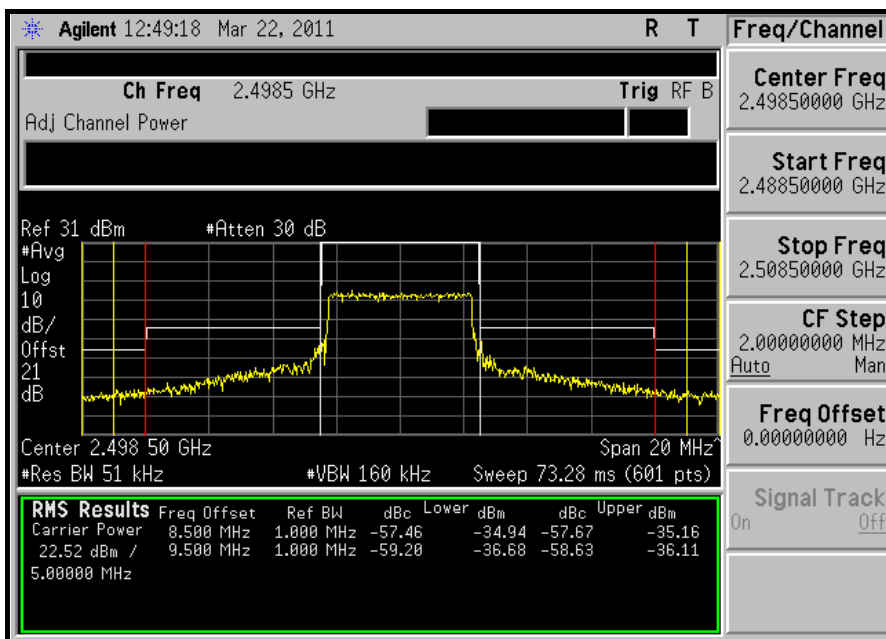 Agilent 12:49:18 Mar 22, 2011 R T
Freq/Channel
Ch Freq 2.4985 GHz Trig RF B
Adj Channel Power
Center Freq
2.49850000 GHz
Start Freq
2.48850000 GHz
Stop Freq
2.50850000 GHz
CF Step
2.00000000 MHz
Auto Man
Freq Offset
0.00000000 Hz
Signal Track
On Off
Ref 31 dBm #Atten 30 dB
#Avg
Log
10
dB/
Offst
21
dB
Center 2.498 50 GHz Span 20 MHz^
#Res BW 51 kHz #VBW 160 kHz Sweep 73.28 ms (601 pts)
RMS Results Freq Offset Ref BW dBc Lower dBm dBc Upper dBm
Carrier Power 8.500 MHz 1.000 MHz -57.46 -34.94 -57.67 -35.16
22.52 dBm / 9.500 MHz 1.000 MHz -59.20 -36.68 -58.63 -36.11
5.00000 MHz